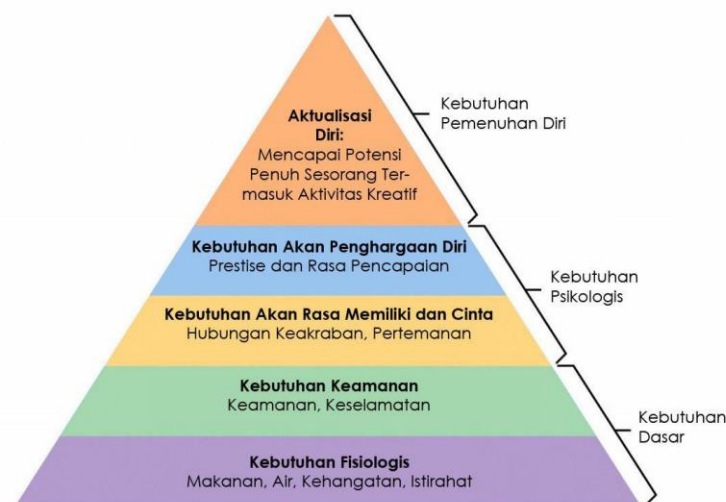 Aktualisasi
Diri:
Mencapai Potensi
Penuh Sesorang Ter-
masuk Aktivitas Kreatif
Kebutuhan
Pemenuhan Diri
Kebutuhan Akan Penghargaan Diri
Prestise dan Rasa Pencapaian
Kebutuhan Akan Rasa Memiliki dan Cinta
Hubungan Keakraban, Pertemanan
Kebutuhan
Psikologis
Kebutuhan Keamanan
Keamanan, Keselamatan
Kebutuhan Fisiologis
Makanan, Air, Kehangatan, Istirahat
Kebutuhan
Dasar